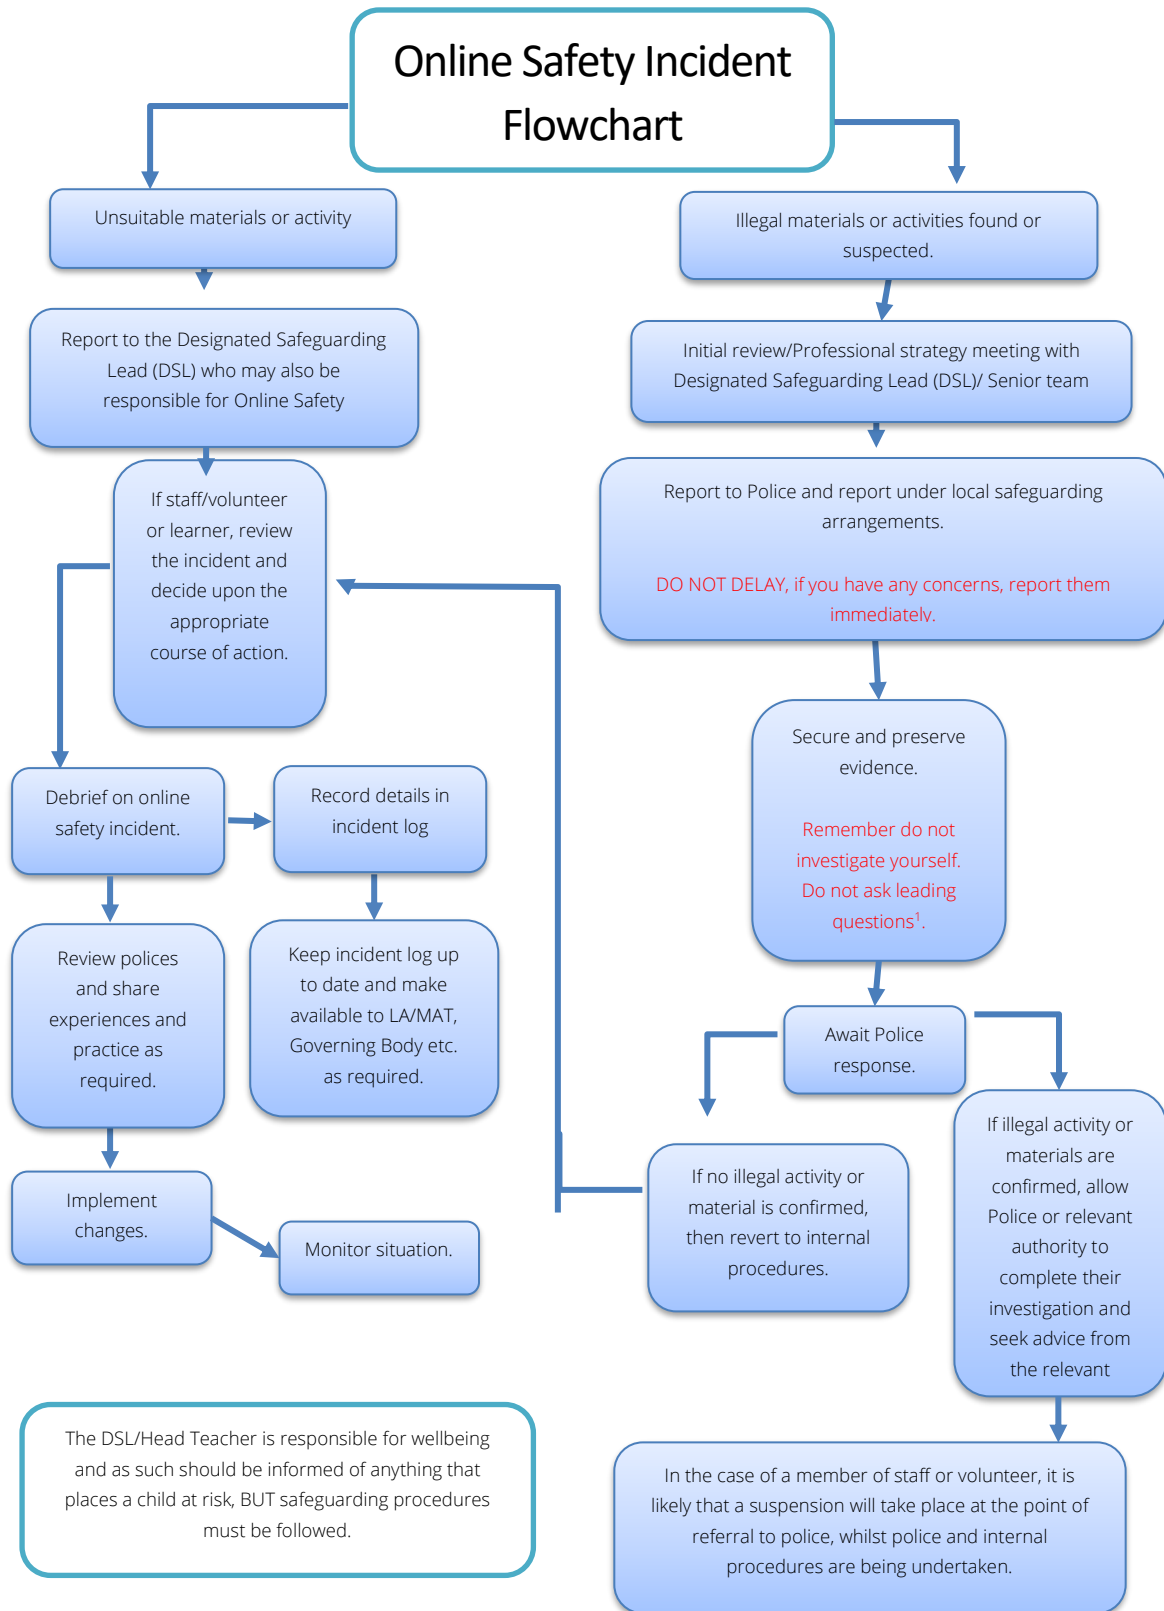 Online Safety Incident
Flowchart
Unsuitable materials or activity
Report to the Designated Safeguarding
Lead (DSL) who may also be
responsible for Online Safety
If staff/volunteer
or learner, review
the incident and
decide upon the
appropriate
course of action.
Debrief on online
safety incident.
Record details in
incident log
Review polices
and share
experiences and
practice as
required.
Keep incident log up
to date and make
available to LA/MAT,
Governing Body etc.
as required.
Implement
changes.
Monitor situation.
Illegal materials or activities found or
suspected.
Initial review/Professional strategy meeting with
Designated Safeguarding Lead (DSL)/ Senior team
Report to Police and report under local safeguarding
arrangements.
DO NOT DELAY, if you have any concerns, report them
immediately.
Secure and preserve
evidence.
Remember do not
investigate yourself.
Do not ask leading
questions¹.
Await Police
response.
If no illegal activity or
material is confirmed,
then revert to internal
procedures.
If illegal activity or
materials are
confirmed, allow
Police or relevant
authority to
complete their
investigation and
seek advice from
the relevant
In the case of a member of staff or volunteer, it is
likely that a suspension will take place at the point of
referral to police, whilst police and internal
procedures are being undertaken.
The DSL/Head Teacher is responsible for wellbeing
and as such should be informed of anything that
places a child at risk, BUT safeguarding procedures
must be followed.